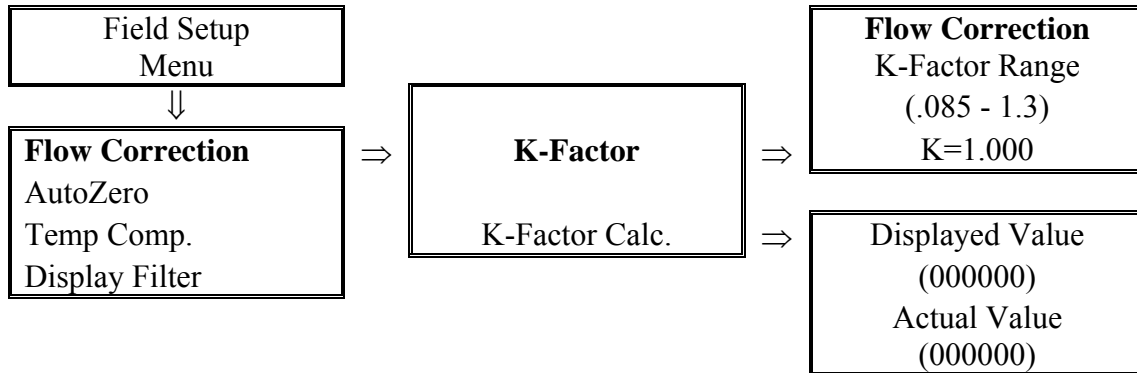 Field Setup
Menu
⇓
Flow Correction
AutoZero
Temp Comp.
Display Filter
⇒
K-Factor
K-Factor Calc.
⇒
Flow Correction
K-Factor Range
(.085 - 1.3)
K=1.000
⇒
Displayed Value
(000000)
Actual Value
(000000)